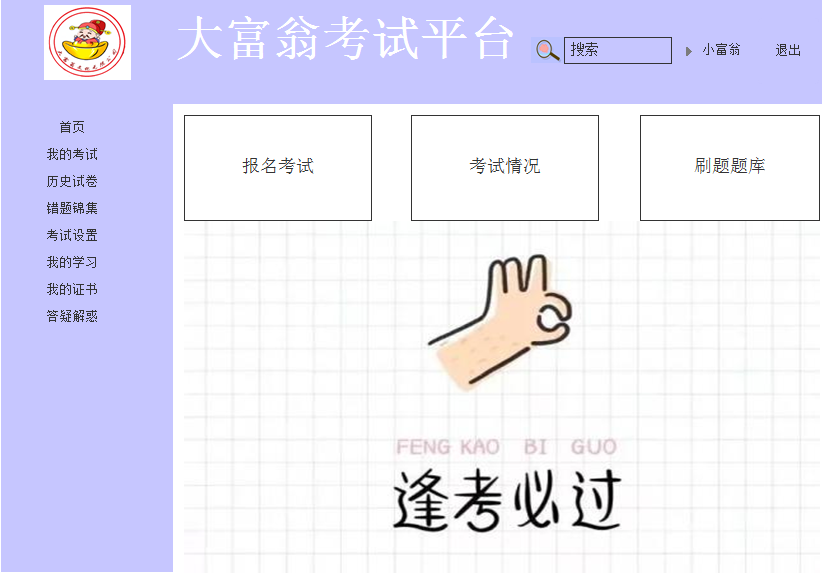 大富翁考试平台
搜索
小富翁
退出
首页
我的考试
历史试卷
错题锦集
考试设置
我的学习
我的证书
答疑解惑
报名考试
考试情况
刷题题库
FENG KAO BI GUO
逢考必过